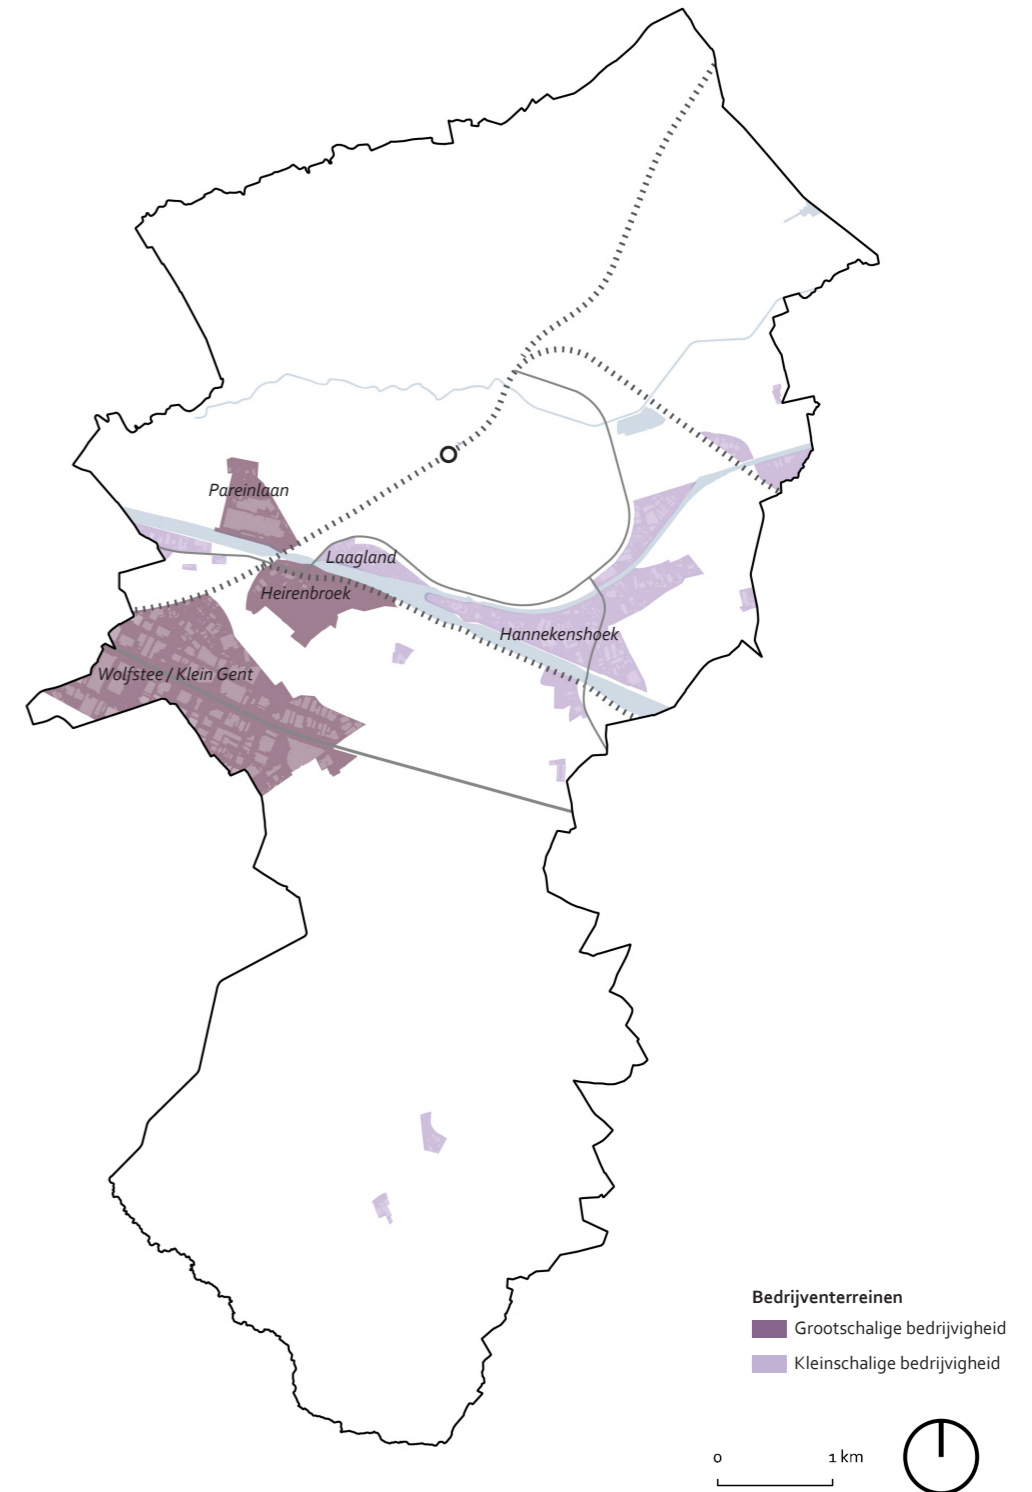 Pareinlaan
Laagland
Heirenbroek
Hannekenshoek
Wolfstee / Klein Gent
Bedrijventerreinen
Grootschalige bedrijvigheid
Kleinschalige bedrijvigheid
0 1 km